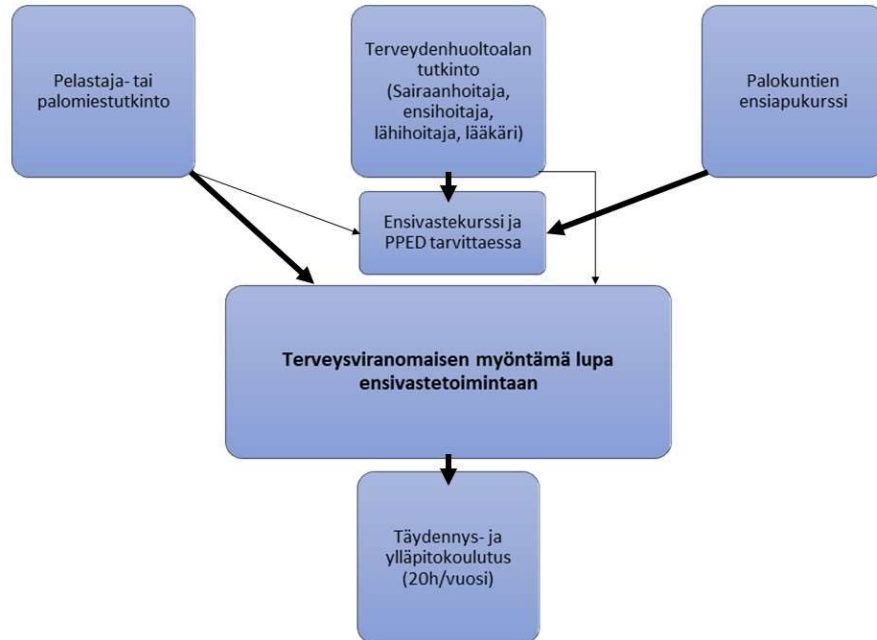 Pelastaja- tai
palomiestutkinto
Terveydenhuoltoalan
tutkinto
(Sairaanhoitaja,
ensihoitaja,
lähihoitaja, lääkäri)
Palokuntien
ensiapukurssi
Ensivastekurssi ja
PPED tarvittaessa
Terveysviranomaisen myöntämä lupa
ensivastetoimintaan
Täydennys- ja
ylläpitokoulutus
(20h/vuosi)